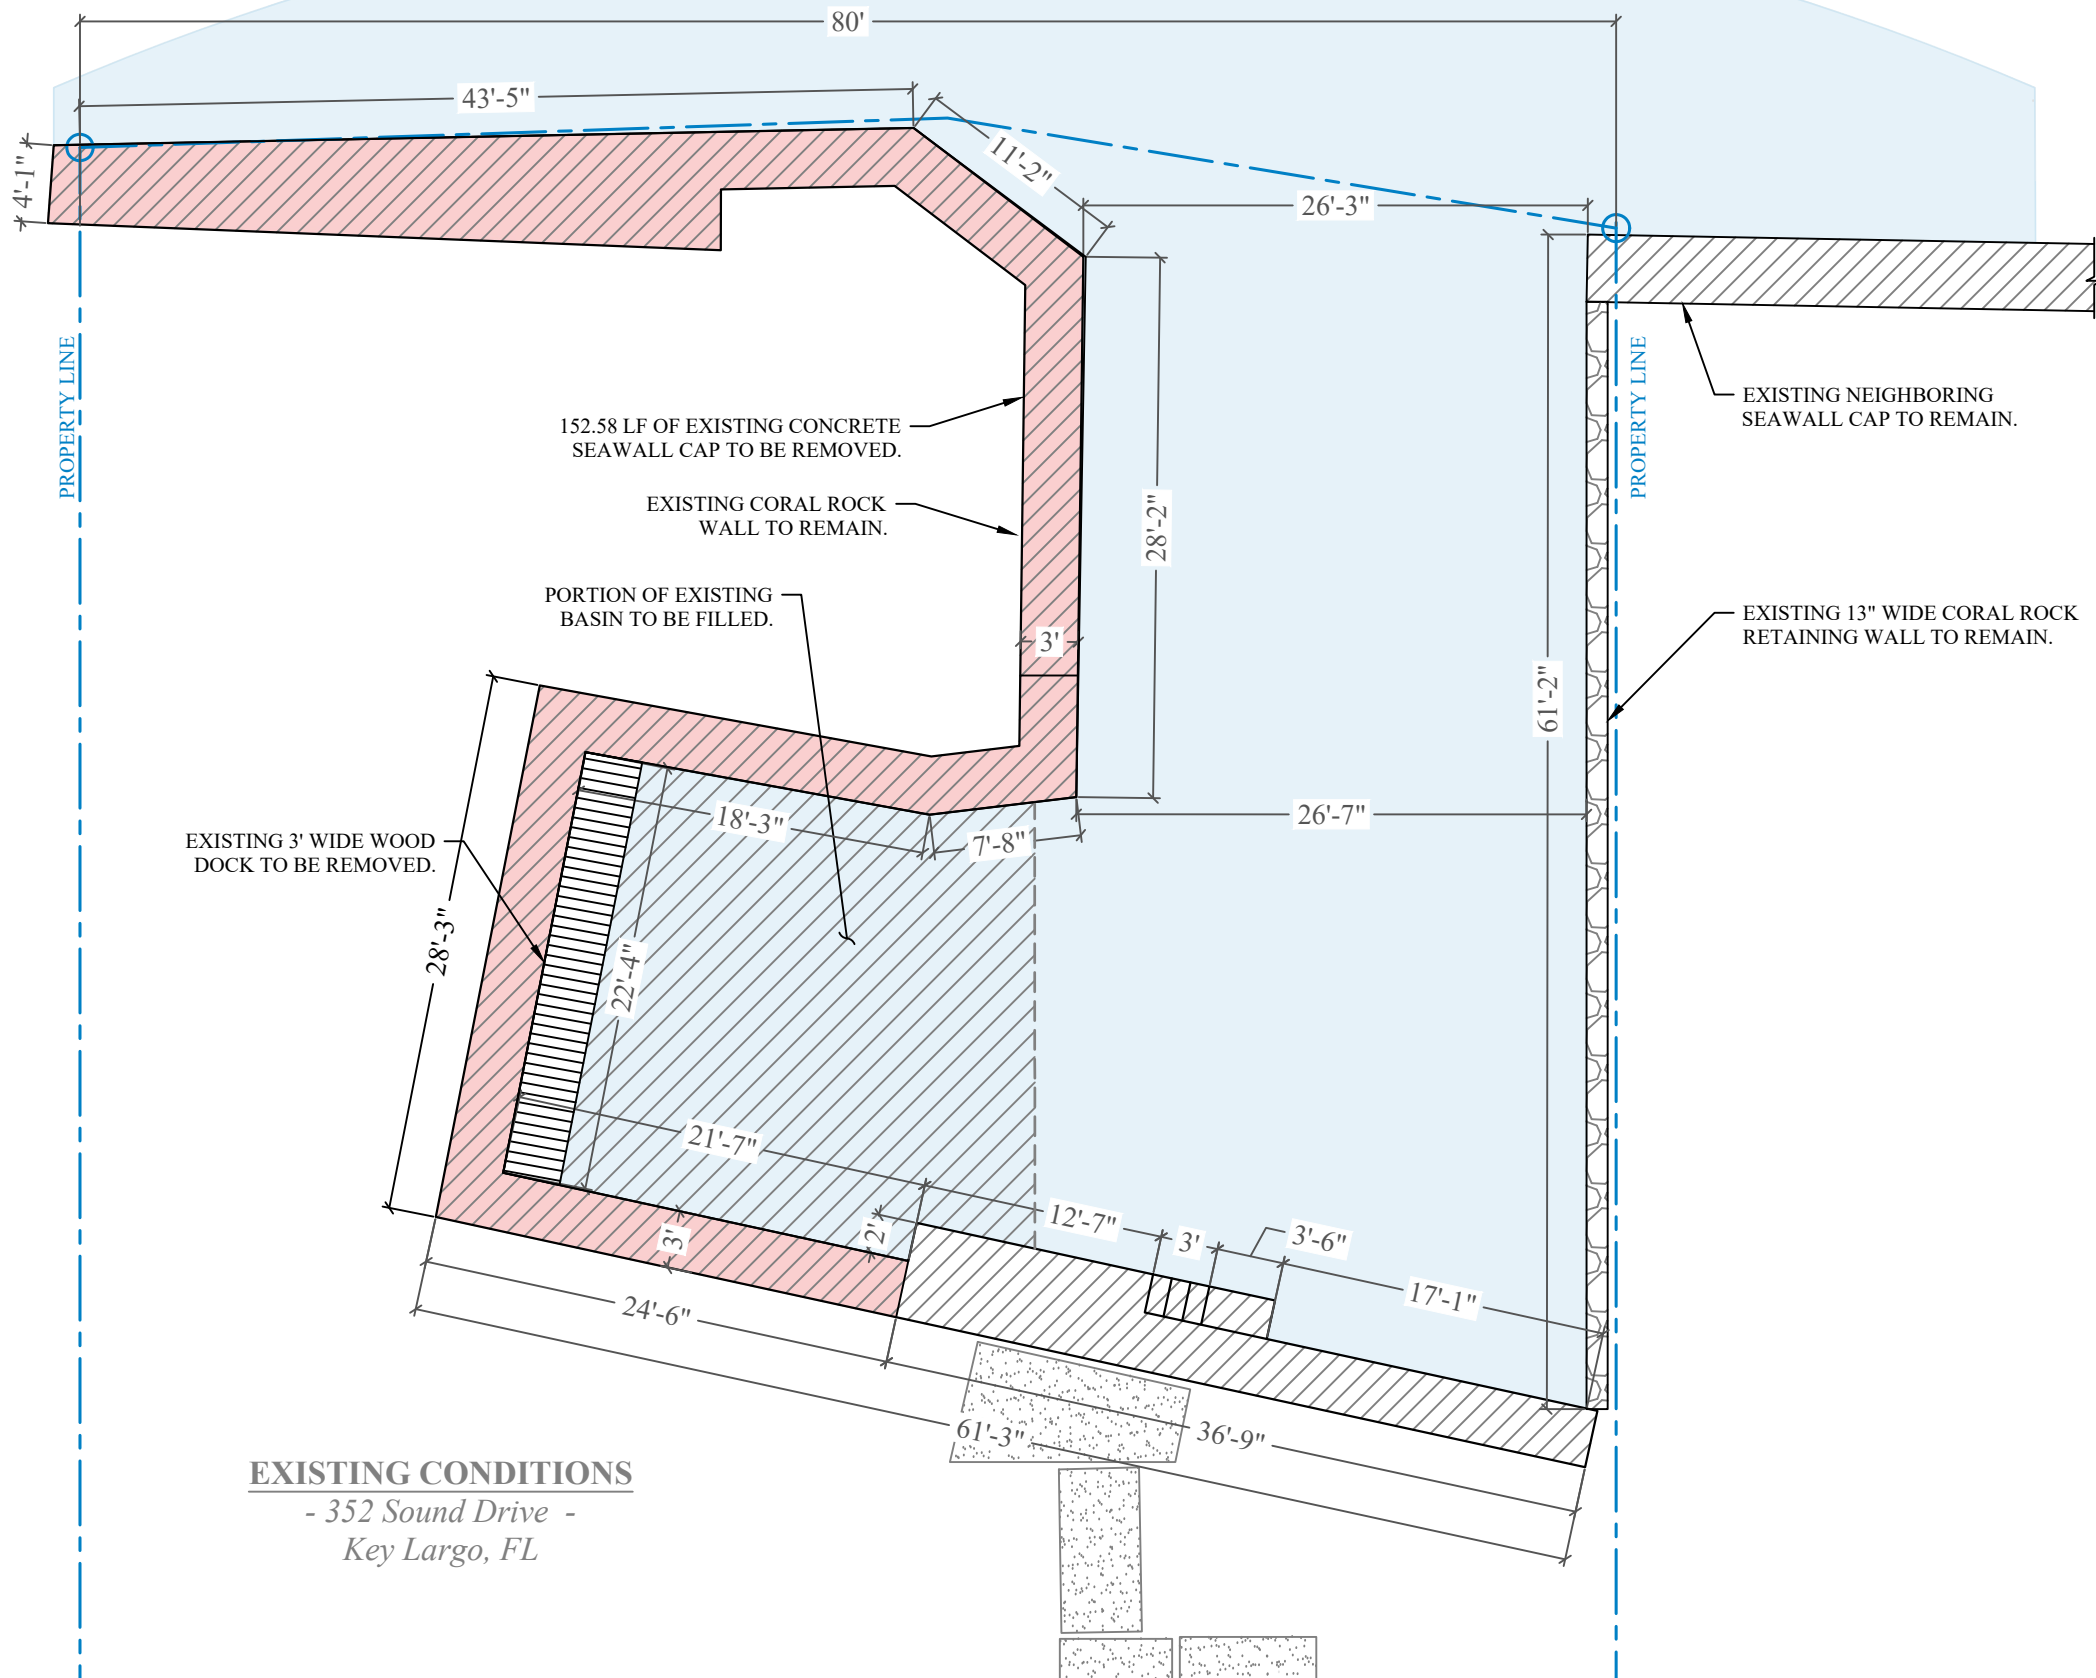 80'
43'-5"
11'-2"
4'-1"
26'-3"
PROPERTY LINE
PROPERTY LINE
EXISTING NEIGHBORING
SEAWALL CAP TO REMAIN.
152.58 LF OF EXISTING CONCRETE
SEAWALL CAP TO BE REMOVED.
EXISTING CORAL ROCK
WALL TO REMAIN.
28'-2"
PORTION OF EXISTING
BASIN TO BE FILLED.
3'
EXISTING 13" WIDE CORAL ROCK
RETAINING WALL TO REMAIN.
61'-2"
18'-3"
7'-8"
26'-7"
EXISTING 3' WIDE WOOD
DOCK TO BE REMOVED.
28'-3"
22'-4"
21'-7"
12'-7"
3'
3'-6"
2'
3'
17'-1"
24'-6"
36'-9"
61'-3"
EXISTING CONDITIONS
- 352 Sound Drive -
Key Largo, FL